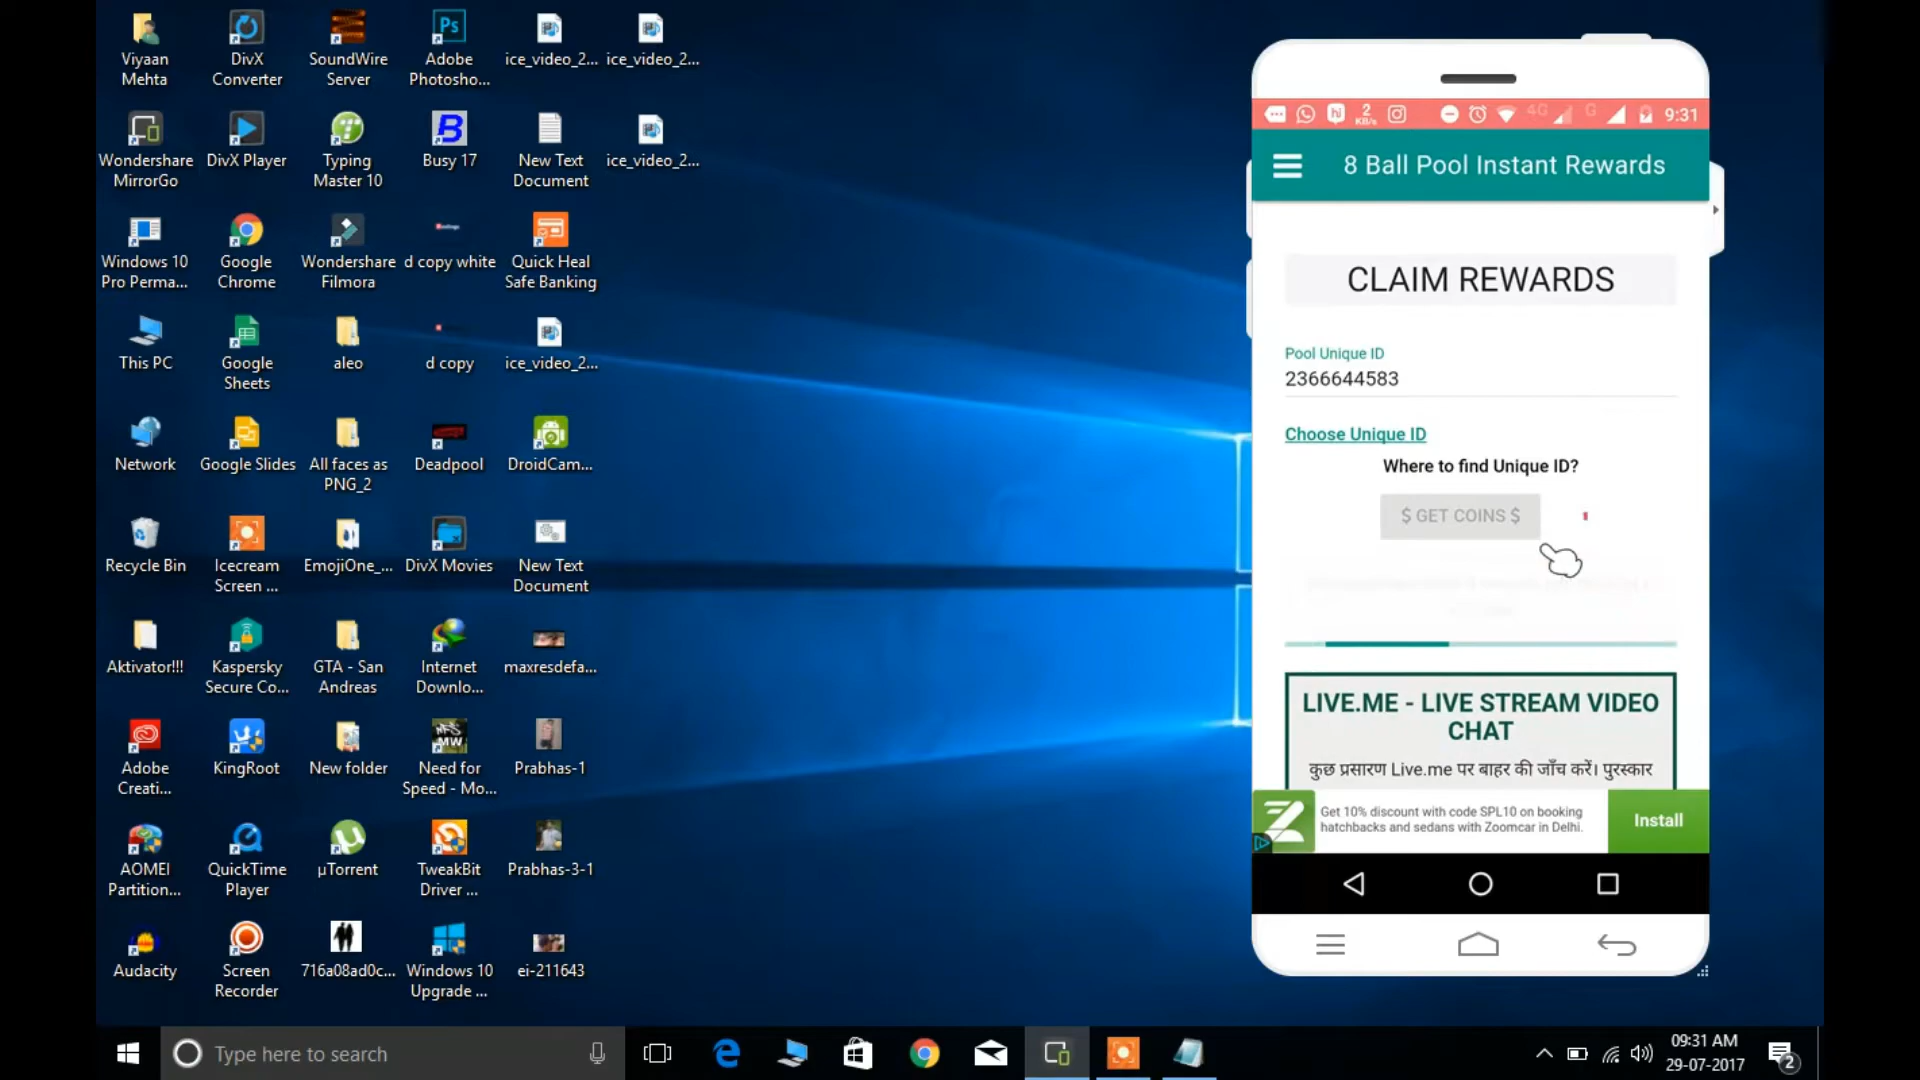 Viyaan
Mehta
DivX
Converter
SoundWire
Server
Ps
Adobe
Photosho...
ice_video_2...
ice_video_2...
Wondershare
MirrorGo
DivX Player
Typing
Master 10
B
Busy 17
New Text
Document
ice_video_2...
Windows 10
Pro Perma...
Google
Chrome
Wondershare
Filmora
d copy white
Quick Heal
Safe Banking
This PC
Google
Sheets
aleo
d copy
ice_video_2...
Network
Google Slides
All faces as
PNG_2
Deadpool
DroidCam...
Recycle Bin
Icecream
Screen ...
EmojiOne_...
DivX Movies
New Text
Document
Aktivator!!!
Kaspersky
Secure Co...
GTA - San
Andreas
Internet
Downlo...
maxresdefa...
Adobe
Creati...
KingRoot
New folder
NFS
MW
Need for
Speed - Mo...
Prabhas-1
AOMEI
Partition...
QuickTime
Player
µTorrent
TweakBit
Driver ...
Prabhas-3-1
Audacity
Screen
Recorder
716a08ad0c...
Windows 10
Upgrade ...
ei-211643
hi
2
KB/s
4G
G
9:31
8 Ball Pool Instant Rewards
CLAIM REWARDS
Pool Unique ID
2366644583
Choose Unique ID
Where to find Unique ID?
$ GET COINS $
LIVE.ME - LIVE STREAM VIDEO
CHAT
कुछ प्रसारण Live.me पर बाहर की जाँच करें। पुरस्कार
Get 10% discount with code SPL10 on booking
hatchbacks and sedans with Zoomcar in Delhi.
Install
Type here to search
09:31 AM
29-07-2017
2